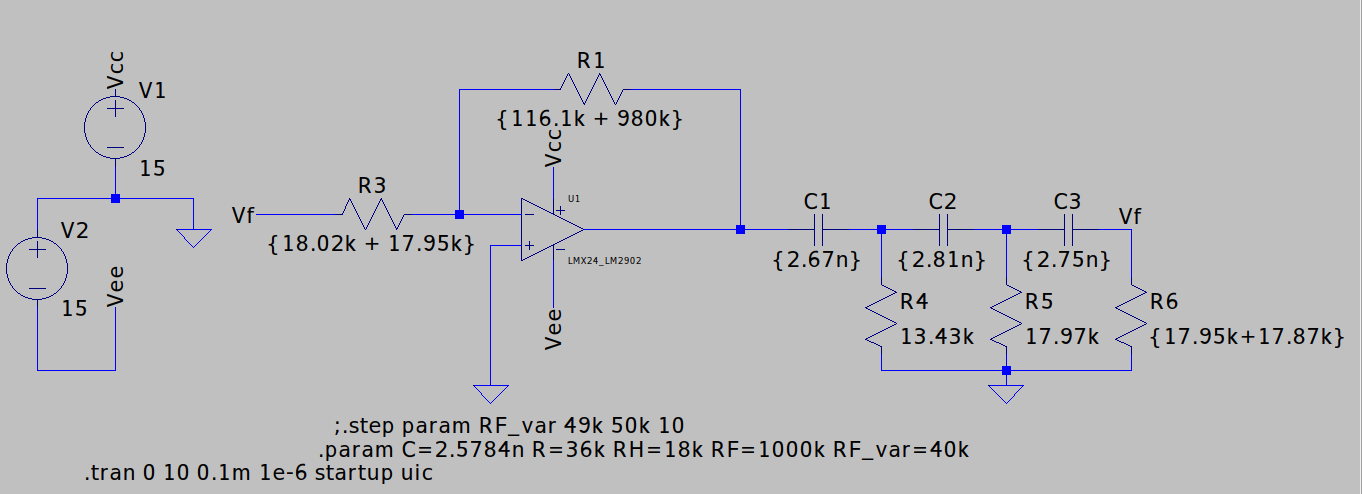 Vcc
V1
15
V2
15
Vee
R1
{116.1k + 980k}
Vcc
R3
Vf
{18.02k + 17.95k}
U1
LMX24_LM2902
Vee
C1
{2.67n}
C2
{2.81n}
C3
{2.75n}
Vf
R4
13.43k
R5
17.97k
R6
{17.95k+17.87k}
;.step param RF_var 49k 50k 10
.param C=2.5784n R=36k RH=18k RF=1000k RF_var=40k
.tran 0 10 0.1m 1e-6 startup uic